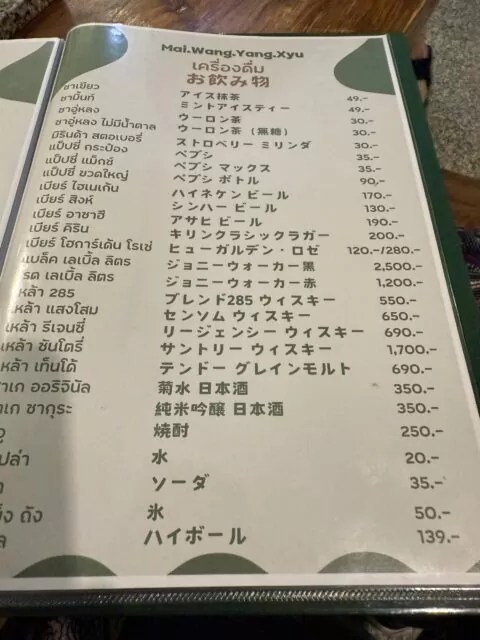 Mai.Wang.Yang.Xyu
เครื่องดื่ม
お飲み物
ชาเขียว アイス抹茶 49.-
ชามิ้นท์ ミントアイスティー 49.-
ชาอู่หลง ウーロン茶 30.-
ชาอู่หลง ไม่มีน้ำตาล ウーロン茶（無糖） 30.-
มิรินด้า สตอเบอรี่ ストロベリー ミリンダ 30.-
แป๊ปซี่ กระป๋อง ペプシ 35.-
แป๊ปซี่ แม็กซ์ ペプシ マックス 35.-
แป๊ปซี่ ขวดใหญ่ ペプシ ボトル 90.-
เบียร์ ไฮเนเก้น ハイネケン ビール 170.-
เบียร์ สิงห์ シンハー ビール 130.-
เบียร์ อาซาฮี アサヒ ビール 190.-
เบียร์ คิริน キリンクラシックラガー 200.-
เบียร์ โฮการ์เด้น โรเซ่ ヒューガルデン・ロゼ 120.-/280.-
แบล็ค เลเบิ้ล ลิตร ジョニーウォーカー黒 2,500.-
เรด เลเบิ้ล ลิตร ジョニーウォーカー赤 1,200.-
เหล้า 285 ブレンド285 ウィスキー 550.-
เหล้า แสงโสม センソム ウィスキー 650.-
เหล้า รีเจนซี่ リージェンシー ウィスキー 690.-
เหล้า ซันโตรี่ サントリー ウィスキー 1,700.-
เหล้า เท็นโด้ テンドー グレインモルト 690.-
ออริจินัล 菊水 日本酒 350.-
ซากุระ 純米吟醸 日本酒 350.-
焼酎 250.-
水 20.-
ソーダ 35.-
ถัง 氷 50.-
ハイボール 139.-